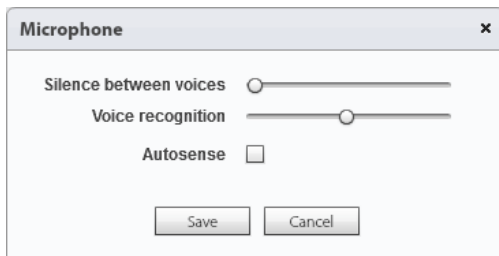 Microphone
Silence between voices
Voice recognition
Autosense
Save Cancel